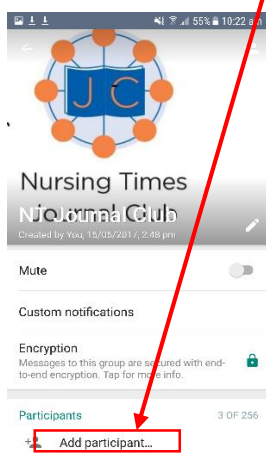 55% 10:22 am
JC
Nursing Times
Journal Club
NT Journal Club
Created by You, 15/05/2017, 2:48 pm
Mute
Custom notifications
Encryption
Messages to this group are secured with end-
to-end encryption. Tap for more info.
Participants 3 OF 256
Add participant...